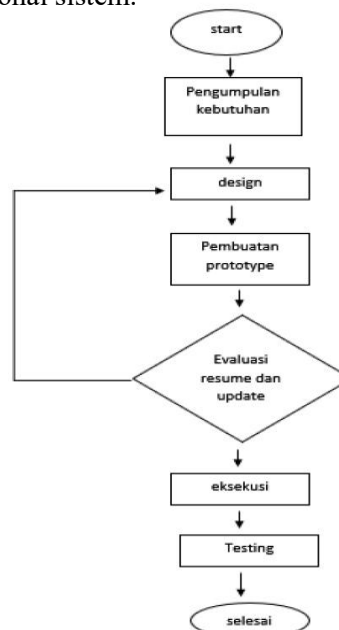 start
Pengumpulan
kebutuhan
design
Pembuatan
prototype
Evaluasi
resume dan
update
eksekusi
Testing
selesai